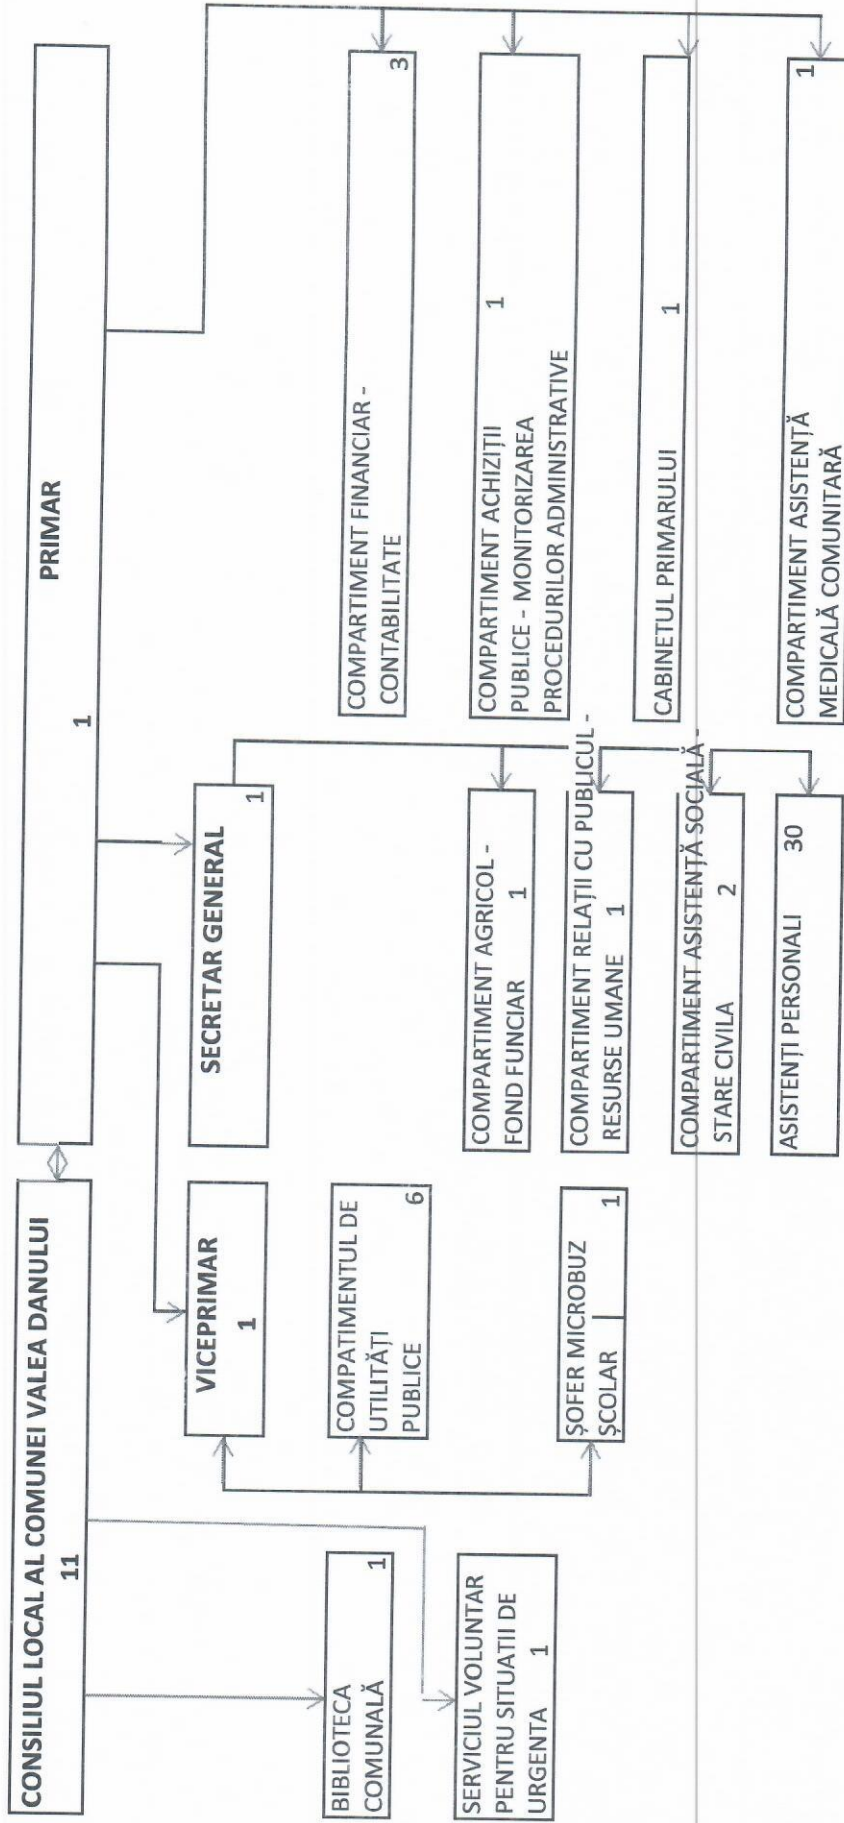 CONSILIUL LOCAL AL COMUNEI VALEA DANULUI
11
PRIMAR
1
VICEPRIMAR
1
SECRETAR GENERAL
1
BIBLIOTECA
COMUNALĂ 1
SERVICIUL VOLUNTAR
PENTRU SITUATII DE
URGENTA 1
COMPATIMENTUL DE
UTILITĂȚI
PUBLICE 6
ȘOFER MICROBUZ
ȘCOLAR 1
COMPARTIMENT AGRICOL -
FOND FUNCIAR 1
COMPARTIMENT RELAȚII CU PUBLICUL -
RESURSE UMANE 1
COMPARTIMENT ASISTENȚĂ SOCIALĂ -
STARE CIVILA 2
ASISTENȚI PERSONALI 30
COMPARTIMENT FINANCIAR -
CONTABILITATE 3
COMPARTIMENT ACHIZIȚII 1
PUBLICE - MONITORIZAREA
PROCEDURILOR ADMINISTRATIVE
CABINETUL PRIMARULUI 1
COMPARTIMENT ASISTENȚĂ 1
MEDICALĂ COMUNITARĂ